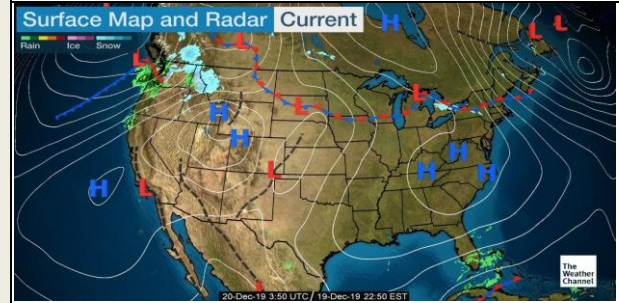 Surface Map and Radar Current
Rain Ice Snow
L
H
L
L
L
L
L
H
H
H
H
L
H
H
L
L
The
Weather
Channel
20-Dec-19 3:50 UTC / 19-Dec-19 22:50 EST